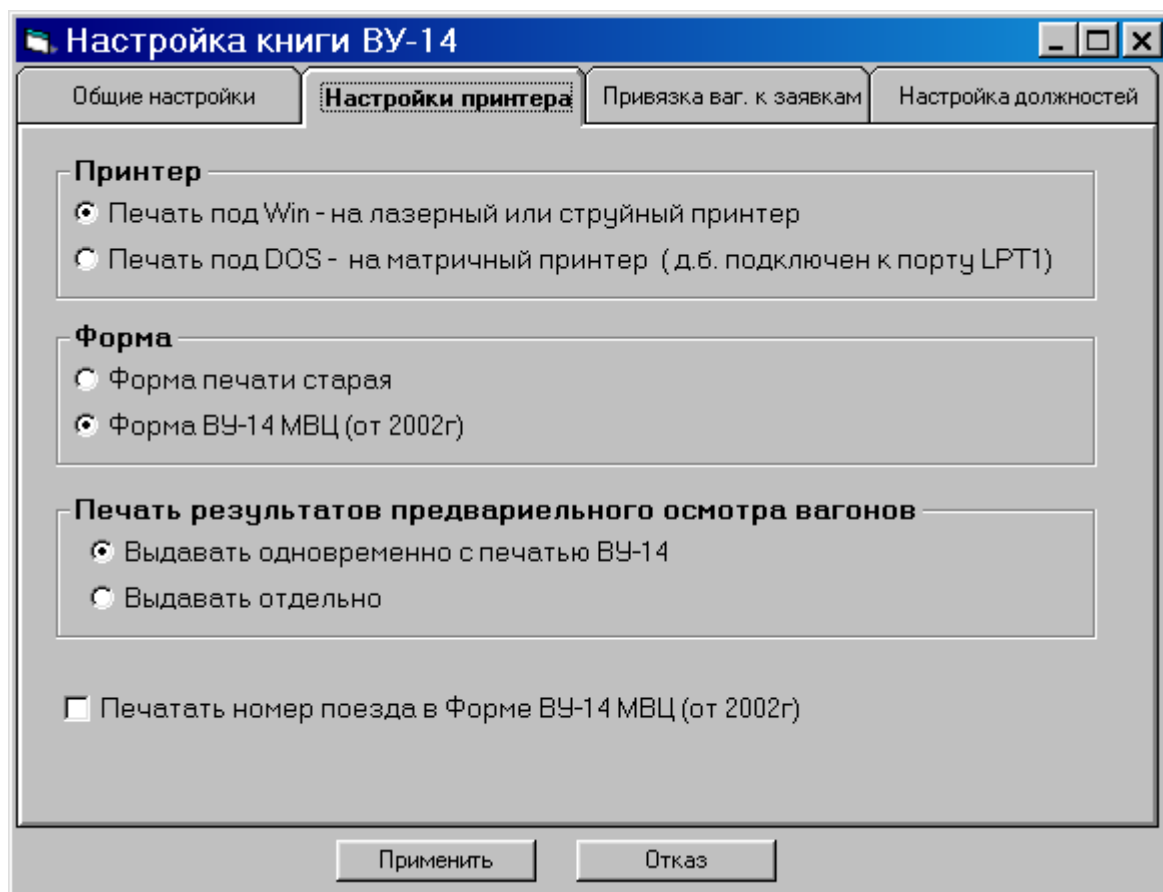 Настройка книги ВУ-14
Общие настройки
Настройки принтера
Привязка ваг. к заявкам
Настройка должностей
Принтер
Печать под Win - на лазерный или струйный принтер
Печать под DOS - на матричный принтер ( д.б. подключен к порту LPT1)
Форма
Форма печати старая
Форма ВУ-14 МВЦ (от 2002г)
Печать результатов предвариельного осмотра вагонов
Выдавать одновременно с печатью ВУ-14
Выдавать отдельно
Печатать номер поезда в Форме ВУ-14 МВЦ (от 2002г)
Применить
Отказ